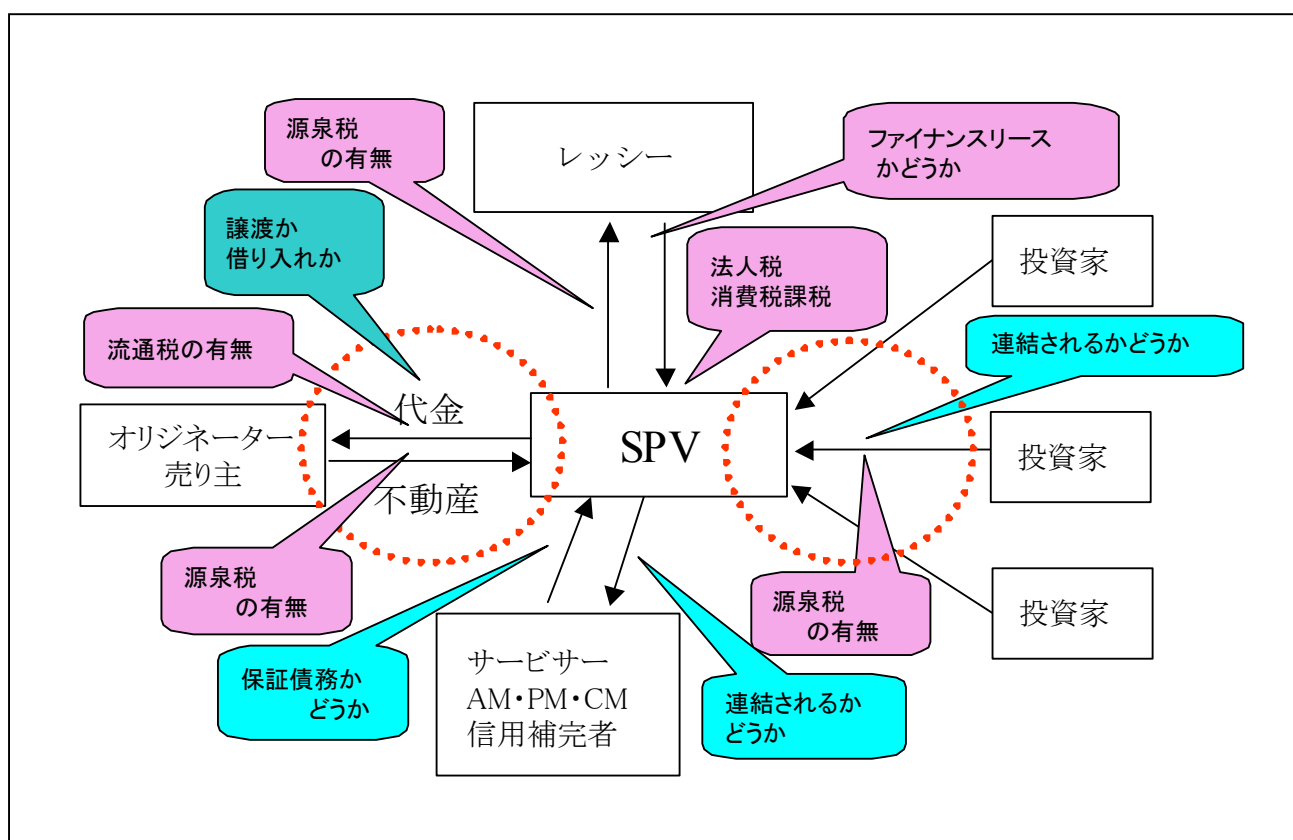 源泉税
の有無
レッシー
ファイナンスリース
かどうか
譲渡か
借り入れか
法人税
消費税課税
投資家
流通税の有無
連結されるかどうか
代金
オリジネーター
売り主
SPV
投資家
不動産
源泉税
の有無
源泉税
の有無
投資家
保証債務か
どうか
サービサー
AM・PM・CM
信用補完者
連結されるか
どうか